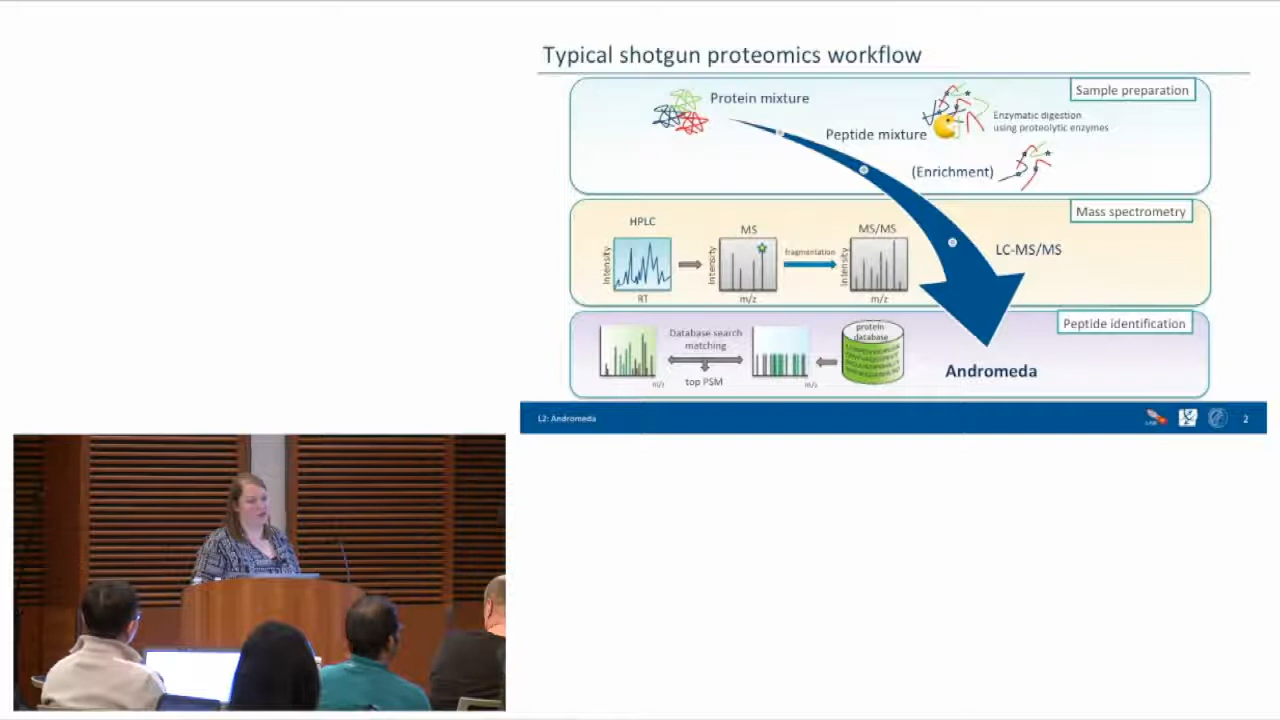 Typical shotgun proteomics workflow
Sample preparation
Protein mixture
Peptide mixture
Enzymatic digestion
using proteolytic enzymes
(Enrichment)
Mass spectrometry
HPLC
Intensity
RT
MS
Intensity
m/z
fragmentation
MS/MS
Intensity
m/z
LC-MS/MS
Peptide identification
m/z
Database search
matching
top PSM
m/z
protein
database
Andromeda
L2: Andromeda
2